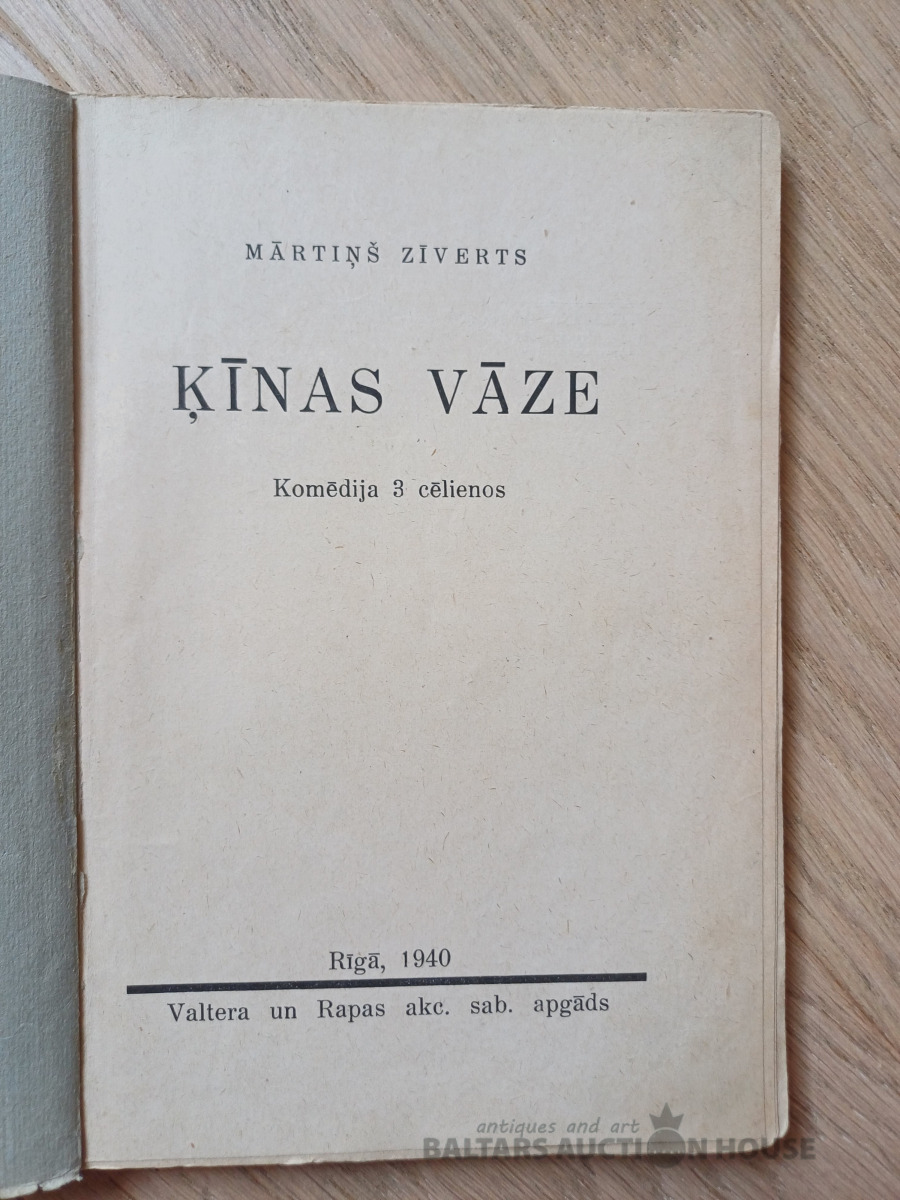 MĀRTIŅŠ ZĪVERTS
ĶĪNAS VĀZE
Komēdija 3 cēlienos
Rīgā, 1940
Valtera un Rapas akc. sab. apgāds
antiques and art
BALTARS AUCTION HOUSE